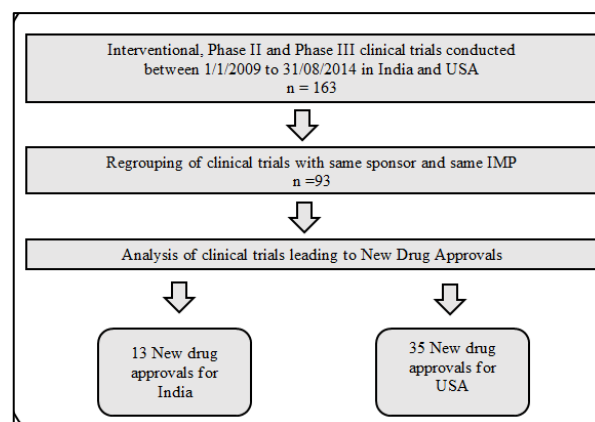 Interventional, Phase II and Phase III clinical trials conducted
between 1/1/2009 to 31/08/2014 in India and USA
n = 163
Regrouping of clinical trials with same sponsor and same IMP
n =93
Analysis of clinical trials leading to New Drug Approvals
13 New drug
approvals for
India
35 New drug
approvals for
USA